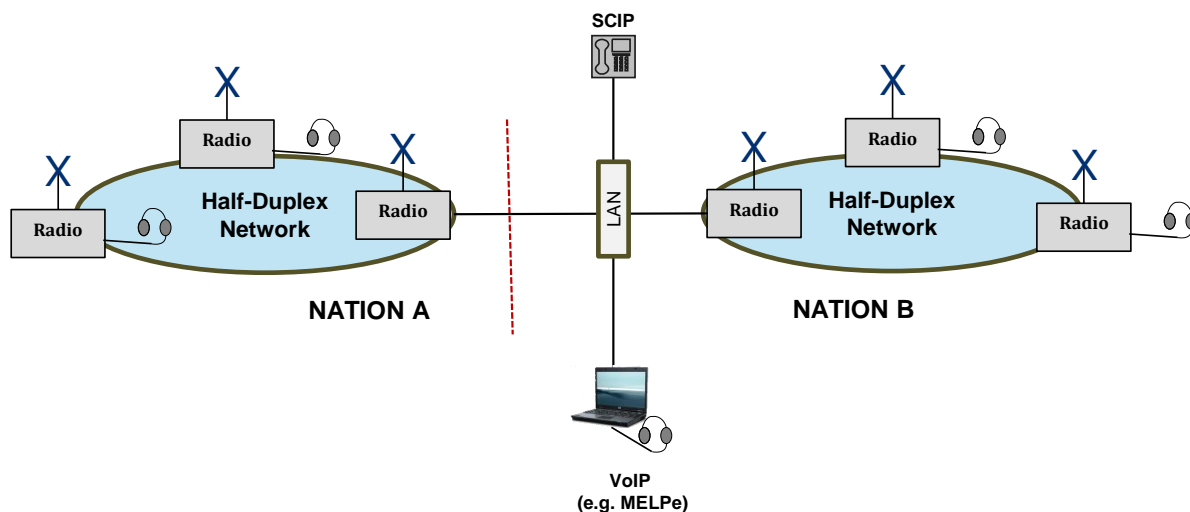 SCIP
Radio
Radio
Radio
Radio
Radio
Radio
Half-Duplex
Network
LAN
Half-Duplex
Network
NATION A
NATION B
VoIP
(e.g. MELPe)